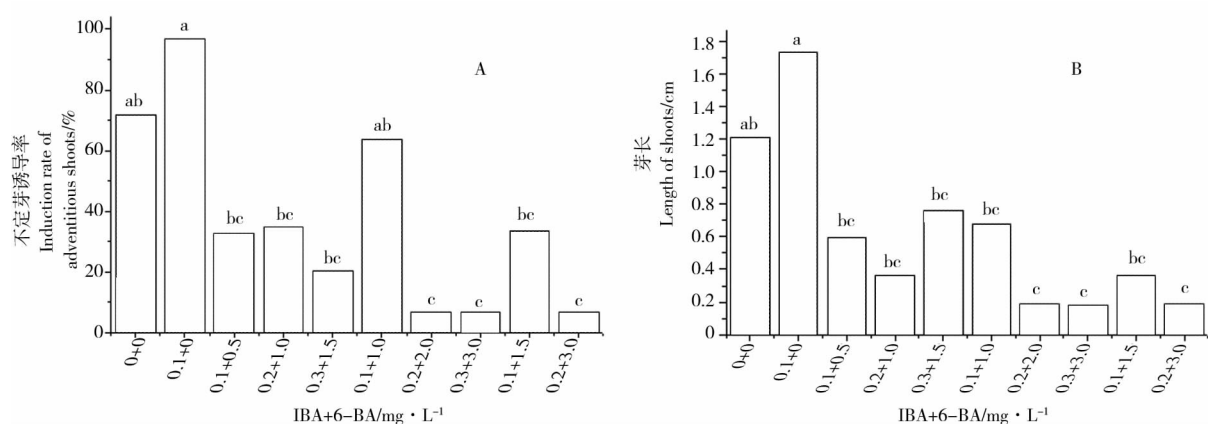 100
80
60
40
20
0
不定芽诱导率
Induction rate of
adventitious shoots/%
A
ab
a
bc
bc
bc
ab
c
c
bc
c
0+0
0.1+0
0.1+0.5
0.2+1.0
0.3+1.5
0.1+1.0
0.2+2.0
0.3+3.0
0.1+1.5
0.2+3.0
IBA+6-BA/mg·L⁻¹
1.8
1.6
1.4
1.2
1.0
0.8
0.6
0.4
0.2
0
芽长
Length of shoots/cm
B
ab
a
bc
bc
bc
bc
c
c
bc
c
0+0
0.1+0
0.1+0.5
0.2+1.0
0.3+1.5
0.1+1.0
0.2+2.0
0.3+3.0
0.1+1.5
0.2+3.0
IBA+6-BA/mg·L⁻¹